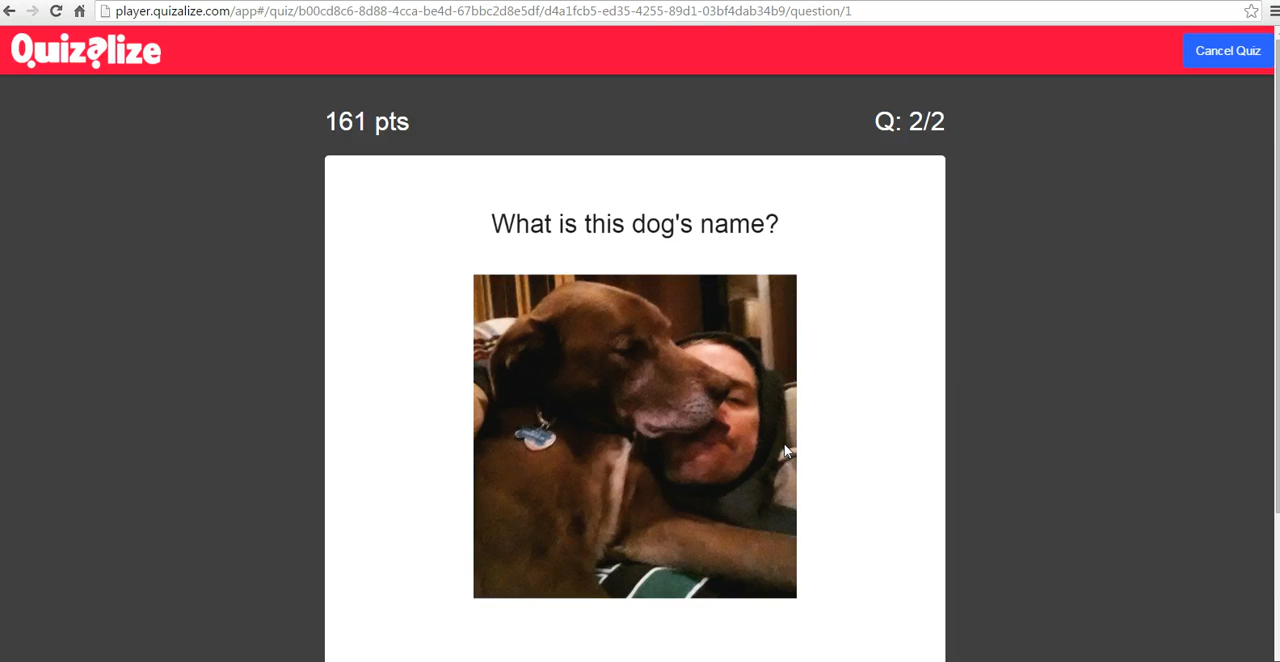 player.quizalize.com/app#/quiz/b00cd8c6-8d88-4cca-be4d-67bbc2d8e5df/d4a1fcb5-ed35-4255-89d1-03bf4dab34b9/question/1
Quizalize
Cancel Quiz
161 pts
Q: 2/2
What is this dog's name?